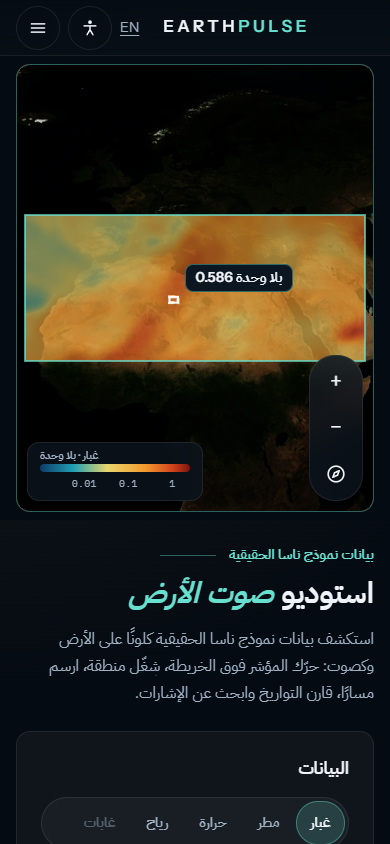 EN
EARTHPULSE
0.586 بلا وحدة
غبار · بلا وحدة
0.01 0.1 1
بيانات نموذج ناسا الحقيقية
استوديو صوت الأرض
استكشف بيانات نموذج ناسا الحقيقية كلونًا على الأرض
وكصوت: حرّك المؤشر فوق الخريطة، شغّل منطقة، ارسم
مسارًا، قارن التواريخ وابحث عن الإشارات.
البيانات
غبار مطر حرارة رياح غابات